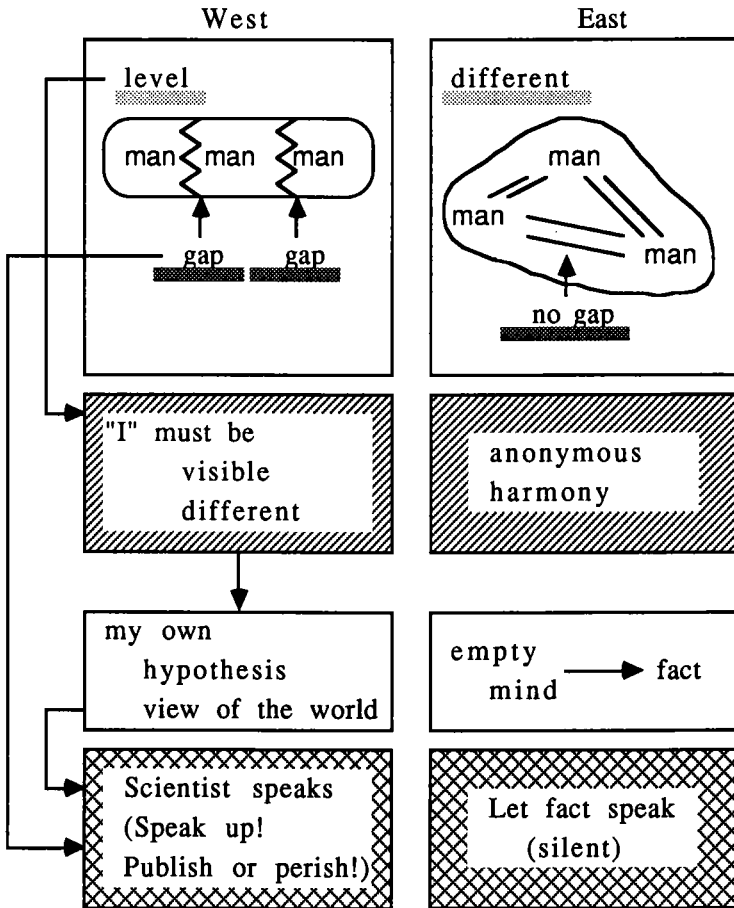 West
East
level
man man man
gap gap
different
man
man
man
no gap
"I" must be
visible
different
anonymous
harmony
my own
hypothesis
view of the world
empty
mind
fact
Scientist speaks
(Speak up!
Publish or perish!)
Let fact speak
(silent)